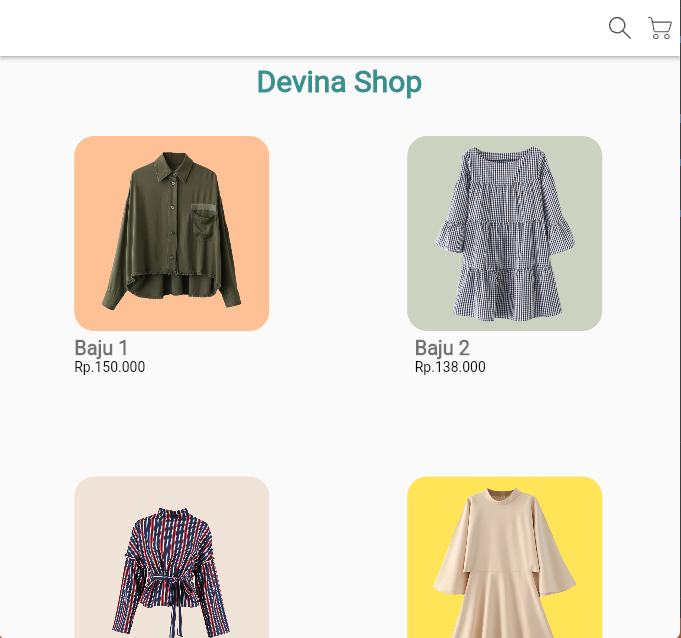 Devina Shop
Baju 1
Rp.150.000
Baju 2
Rp.138.000